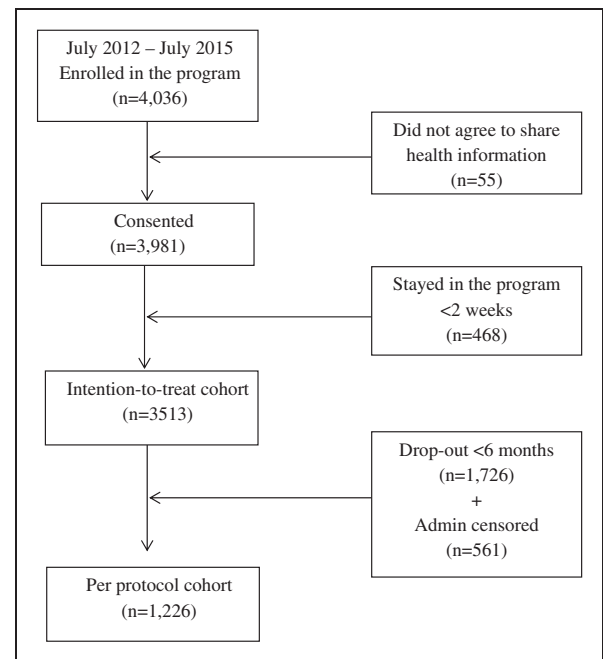 July 2012 – July 2015
Enrolled in the program
(n=4,036)
Did not agree to share
health information
(n=55)
Consented
(n=3,981)
Stayed in the program
<2 weeks
(n=468)
Intention-to-treat cohort
(n=3513)
Drop-out <6 months
(n=1,726)
+
Admin censored
(n=561)
Per protocol cohort
(n=1,226)